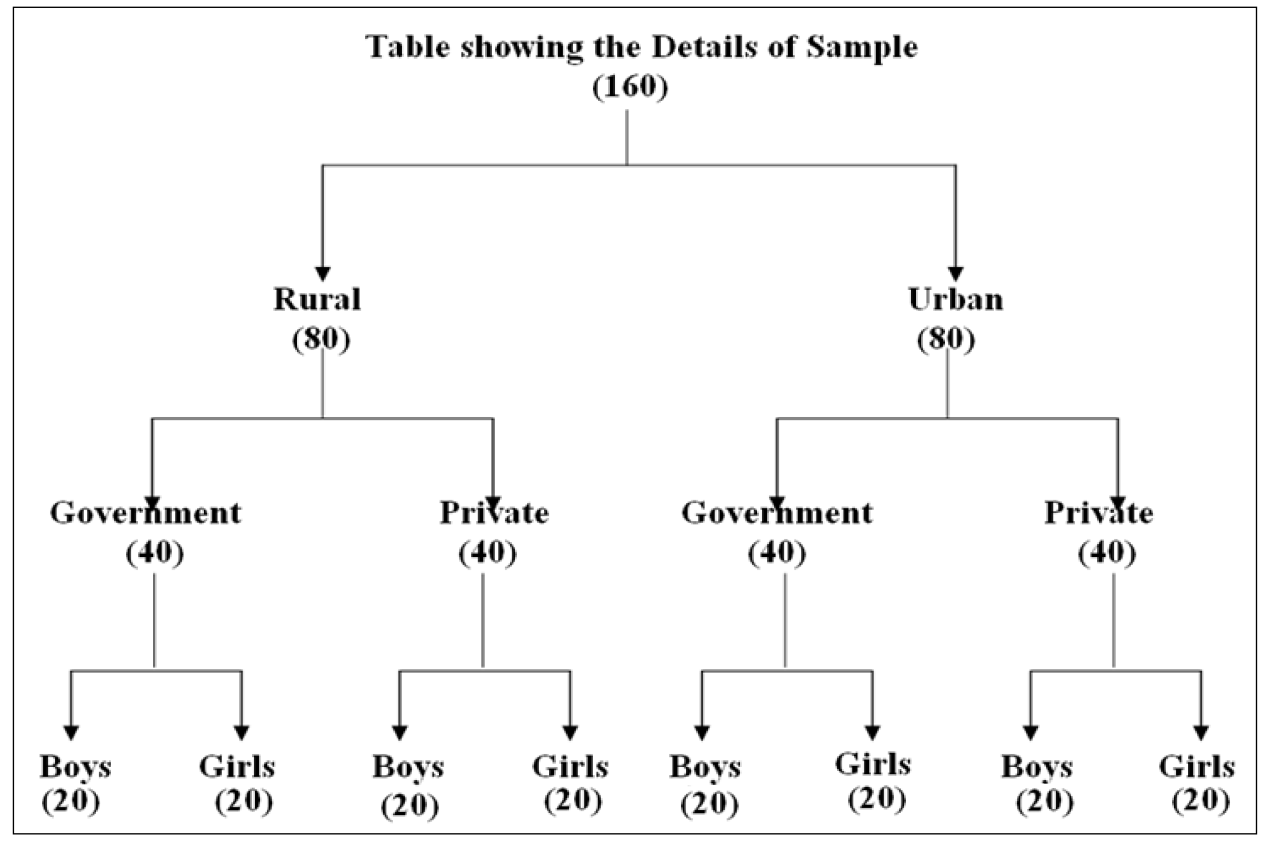 Table showing the Details of Sample
(160)
Rural
(80)
Urban
(80)
Government
(40)
Private
(40)
Government
(40)
Private
(40)
Boys
(20)
Girls
(20)
Boys
(20)
Girls
(20)
Boys
(20)
Girls
(20)
Boys
(20)
Girls
(20)